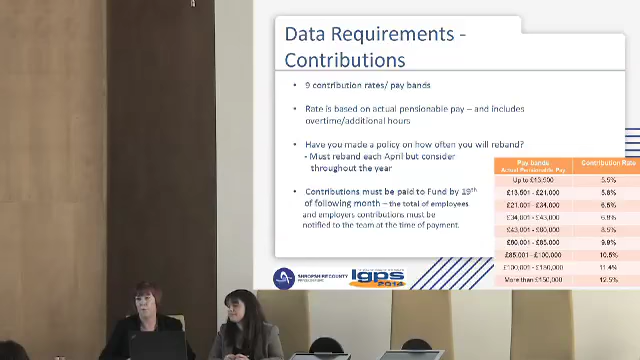 Data Requirements -
Contributions
• 9 contribution rates/ pay bands
• Rate is based on actual pensionable pay – and includes
overtime/additional hours
• Have you made a policy on how often you will reband?
- Must reband each April but consider
throughout the year
• Contributions must be paid to Fund by 19th
of following month – the total of employees
and employers contributions must be
notified to the team at the time of payment.
Pay bands Contribution Rate
Actual Pensionable Pay
Up to £13,500 5.5%
£13,501 - £21,000 5.8%
£21,001 - £34,000 6.5%
£34,001 - £43,000 6.8%
£43,001 - £60,000 8.5%
£60,001 - £85,000 9.9%
£85,001 - £100,000 10.5%
£100,001 - £150,000 11.4%
More than £150,000 12.5%
SHROPSHIRE COUNTY
PENSION FUND
lgps
2014